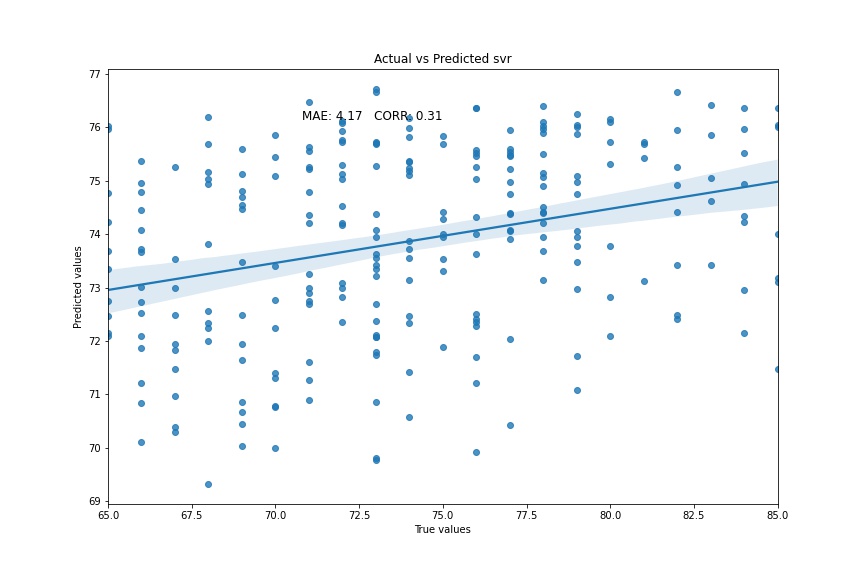 Actual vs Predicted svr
77
76
75
74
73
72
71
70
69
Predicted values
MAE: 4.17 CORR: 0.31
65.0 67.5 70.0 72.5 75.0 77.5 80.0 82.5 85.0
True values